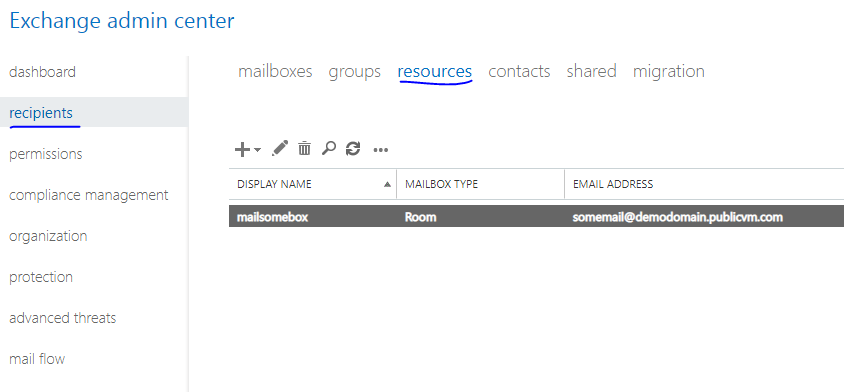 Exchange admin center
dashboard
recipients
permissions
compliance management
organization
protection
advanced threats
mail flow
mailboxes groups resources contacts shared migration
DISPLAY NAME MAILBOX TYPE EMAIL ADDRESS
mailsomebox Room somemail@demodomain.publicvm.com